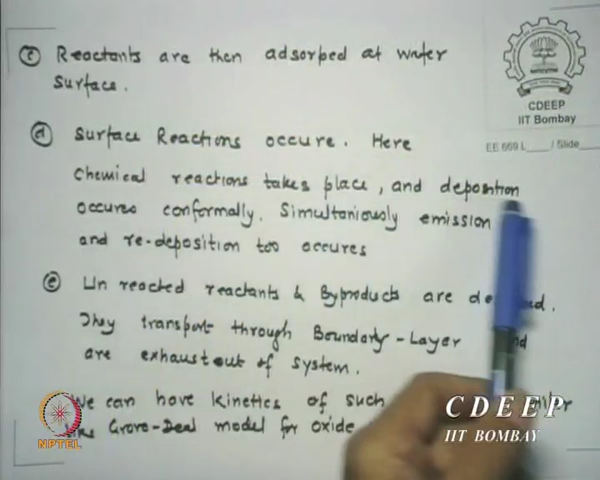 CDEEP
IIT Bombay
EE 669 L____/Slide____
(c) Reactants are then adsorbed at wafer
surface.
(d) Surface Reactions occure. Here
Chemical reactions takes place, and deposition
occures conformally. Simultaniously emission
and re-deposition too occures
(e) Un reacted reactants & Byproducts are
They transport through Boundary-Layer
are exhaust out of system.
We can have kinetics of such
Grove-Deal model for oxide
NPTEL
CDEEP
IIT BOMBAY